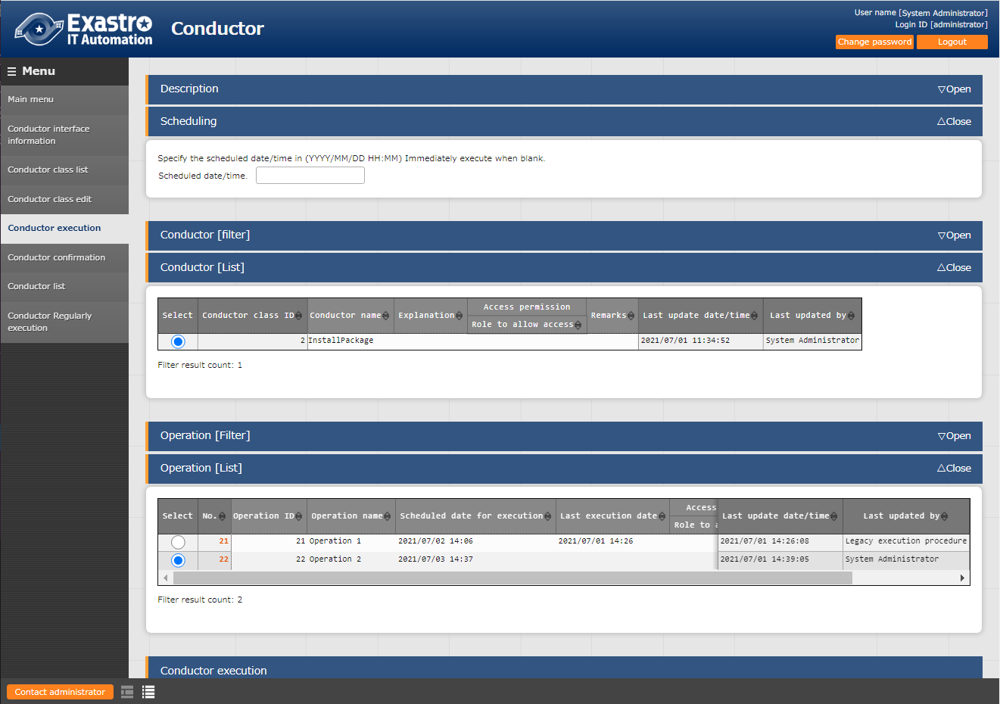 Exastro
IT Automation
Conductor
User name [System Administrator]
Login ID [administrator]
Change password
Logout
Menu
Main menu
Conductor interface
information
Conductor class list
Conductor class edit
Conductor execution
Conductor confirmation
Conductor list
Conductor Regularly
execution
Description
▽Open
Scheduling
△Close
Specify the scheduled date/time in (YYYY/MM/DD HH:MM) Immediately execute when blank.
Scheduled date/time.
Conductor [filter]
▽Open
Conductor [List]
△Close
Select Conductor class ID Conductor name Explanation Access permission Remarks Last update date/time Last updated by
Role to allow access
2 InstallPackage 2021/07/01 11:34:52 System Administrator
Filter result count: 1
Operation [Filter]
▽Open
Operation [List]
△Close
Select No. Operation ID Operation name Scheduled date for execution Last execution date Access Last update date/time Last updated by
Role to a
21 21 Operation 1 2021/07/02 14:06 2021/07/01 14:26 2021/07/01 14:26:08 Legacy execution procedure
22 22 Operation 2 2021/07/03 14:37 2021/07/01 14:39:05 System Administrator
Filter result count: 2
Conductor execution
Contact administrator